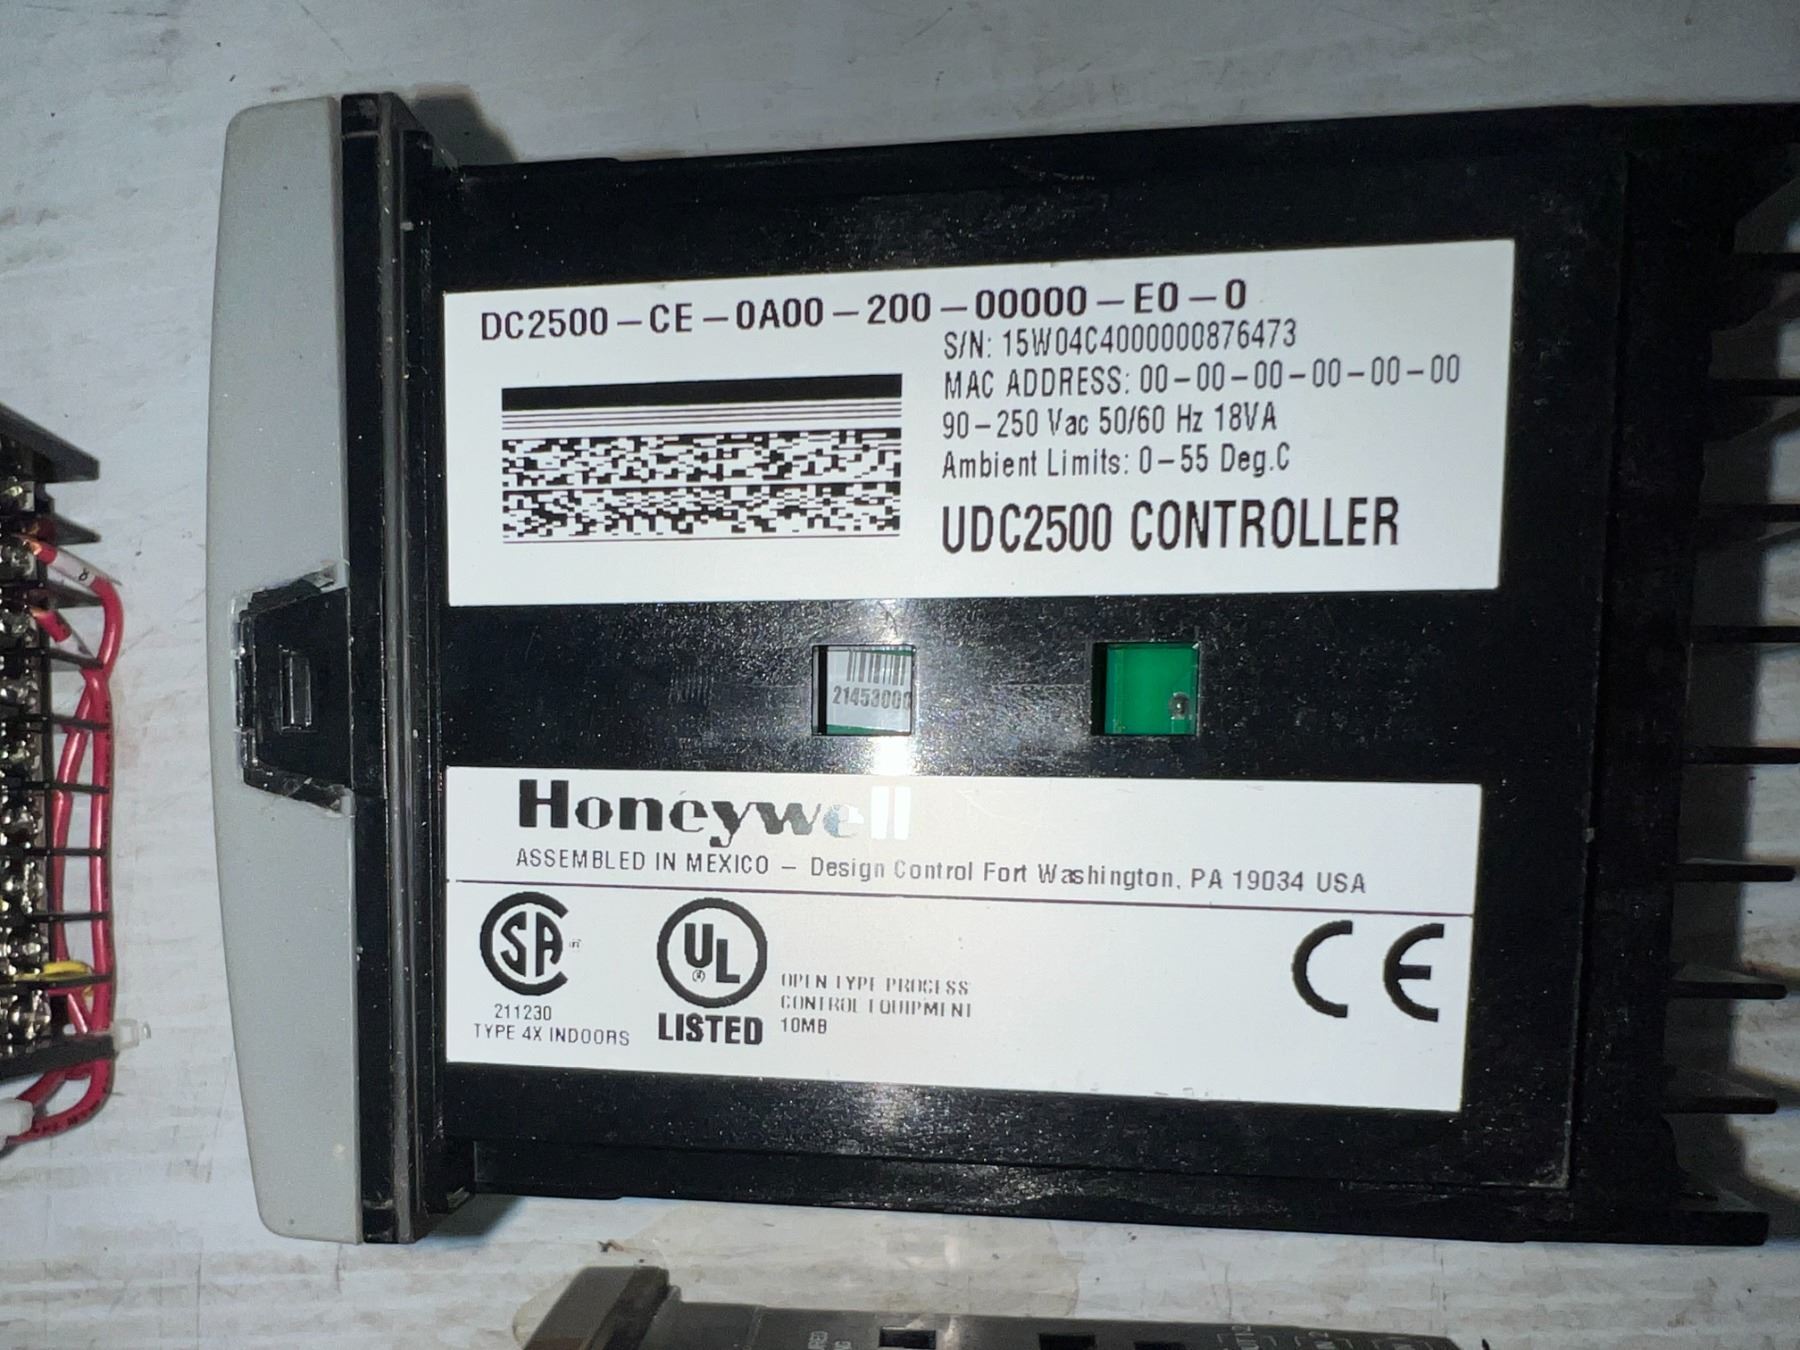 DC2500-CE-0A00-200-00000-E0-0
S/N: 15W04C4000000876473
MAC ADDRESS: 00-00-00-00-00-00
90-250 Vac 50/60 Hz 18VA
Ambient Limits: 0-55 Deg.C
UDC2500 CONTROLLER
21453000
Honeywell
ASSEMBLED IN MEXICO - Design Control Fort Washington, PA 19034 USA
SA
211230
TYPE 4X INDOORS
UL
LISTED
OPEN TYPE PROCESS
CONTROL EQUIPMENT
10MB
CE